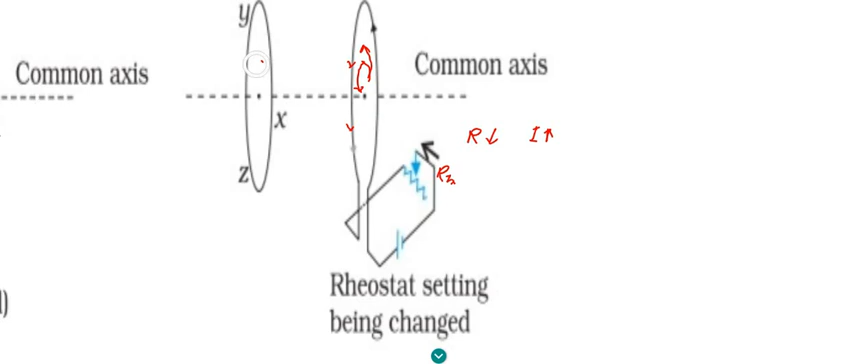 y
Common axis
Common axis
x
R↓ I↑
z
Rheostat setting
being changed